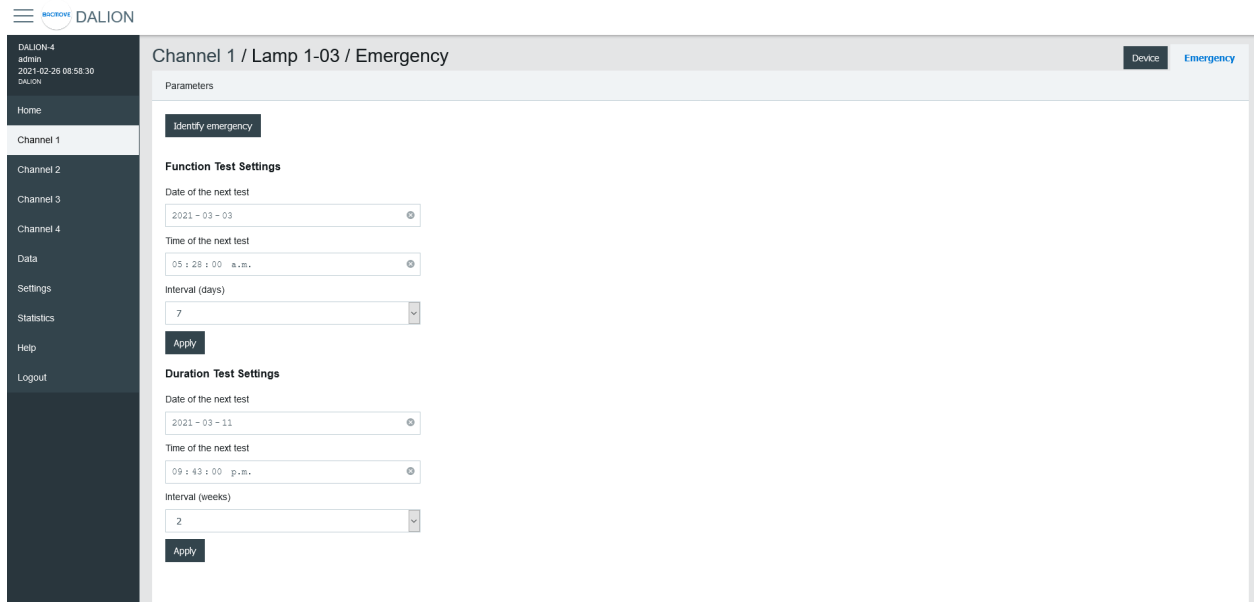 BACMOVE DALION
DALION-4
admin
2021-02-26 08:58:30
DALION
Home
Channel 1
Channel 2
Channel 3
Channel 4
Data
Settings
Statistics
Help
Logout
Channel 1 / Lamp 1-03 / Emergency
Device Emergency
Parameters
Identify emergency
Function Test Settings
Date of the next test
2021-03-03
Time of the next test
05:28:00 a.m.
Interval (days)
7
Apply
Duration Test Settings
Date of the next test
2021-03-11
Time of the next test
09:43:00 p.m.
Interval (weeks)
2
Apply